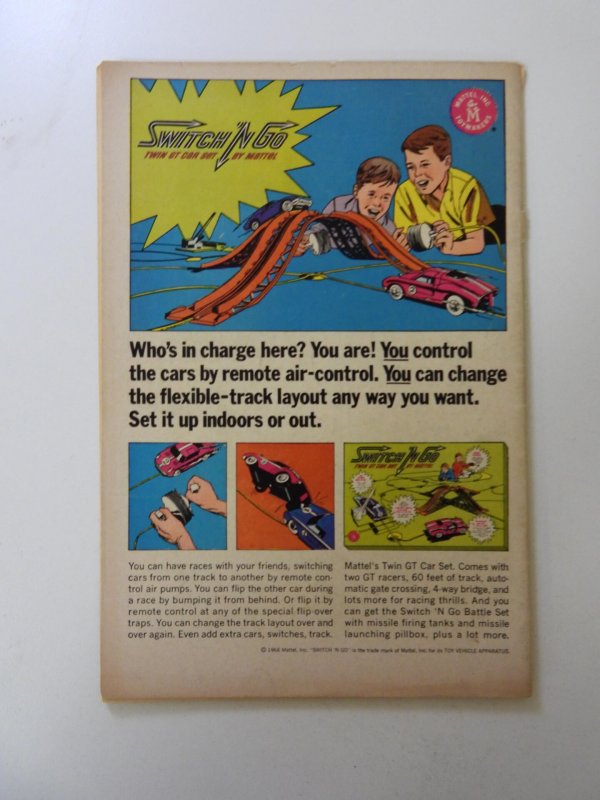 SWITCH 'N GO
TWIN GT CAR SET BY MATTEL
MATTEL, INC.
M
TOYMAKERS
®
Who's in charge here? You are! You control
the cars by remote air-control. You can change
the flexible-track layout any way you want.
Set it up indoors or out.
SWITCH 'N GO
TWIN GT CAR SET BY MATTEL
You can have races with your friends, switching
cars from one track to another by remote con-
trol air pumps. You can flip the other car during
a race by bumping it from behind. Or flip it by
remote control at any of the special flip-over
traps. You can change the track layout over and
over again. Even add extra cars, switches, track.
Mattel's Twin GT Car Set. Comes with
two GT racers, 60 feet of track, auto-
matic gate crossing, 4-way bridge, and
lots more for racing thrills. And you
can get the Switch 'N Go Battle Set
with missile firing tanks and missile
launching pillbox, plus a lot more.
© 1966 Mattel, Inc. "SWITCH 'N GO" is the trade mark of Mattel, Inc. for its TOY VEHICLE APPARATUS.